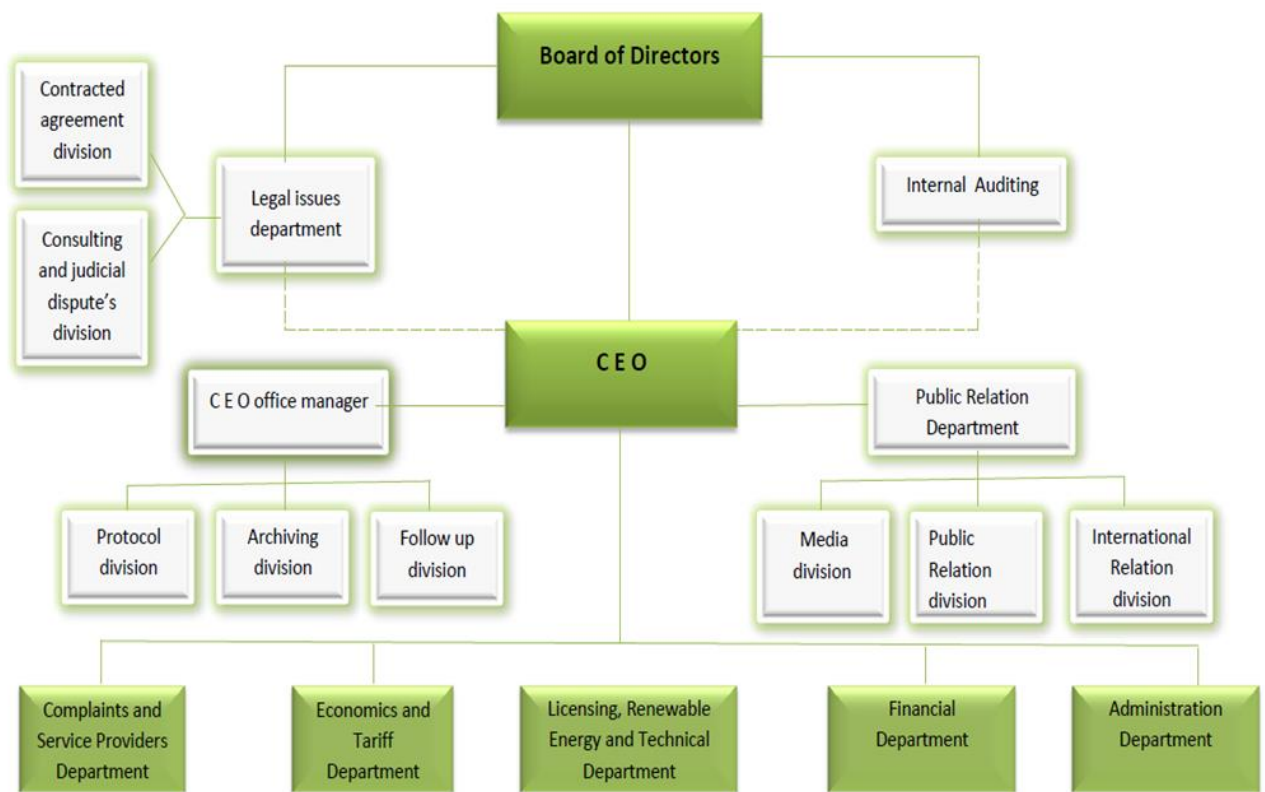 Board of Directors
Contracted
agreement
division
Legal issues
department
Internal Auditing
Consulting
and judicial
dispute’s
division
C E O
C E O office manager
Public Relation
Department
Protocol
division
Archiving
division
Follow up
division
Media
division
Public
Relation
division
International
Relation
division
Complaints and
Service Providers
Department
Economics and
Tariff
Department
Licensing, Renewable
Energy and Technical
Department
Financial
Department
Administration
Department